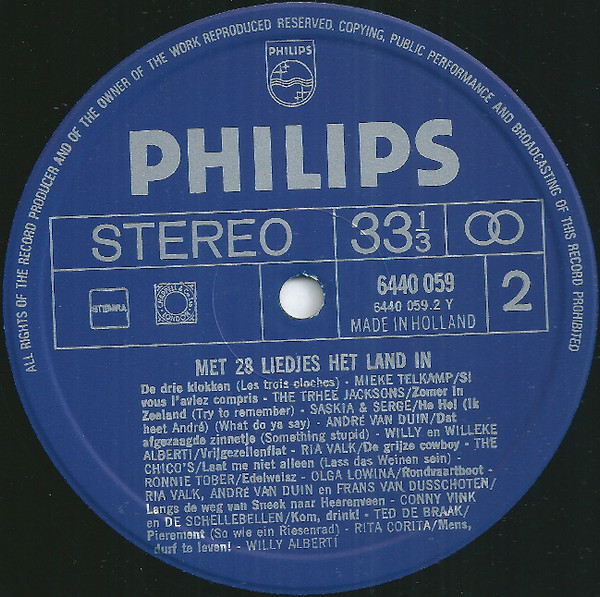 ALL RIGHTS OF THE RECORD PRODUCER AND OF THE OWNER OF THE WORK REPRODUCED RESERVED. COPYING, PUBLIC PERFORMANCE AND BROADCASTING OF THIS RECORD PROHIBITED
PHILIPS
PHILIPS
STEREO 33 1/3
STEMRA
6440 059
6440 059.2 Y
MADE IN HOLLAND
2
MET 28 LIEDJES HET LAND IN
De drie klokken (Les trois cloches) - MIEKE TELKAMP/Si
vous l'aviez compris - THE TRHEE JACKSONS/Zomer in
Zeeland (Try to remember) - SASKIA & SERGE/He He! (Ik
heet André) (What do ya say) - ANDRÉ VAN DUIN/Dat
afgezaagde zinnetje (Something stupid) - WILLY en WILLEKE
ALBERTI/Vrijgezellenflat - RIA VALK/De grijze cowboy - THE
CHICO'S/Laat me niet alleen (Lass das Weinen sein) -
RONNIE TOBER/Edelweisz - OLGA LOWINA/Rondvaartboot -
RIA VALK, ANDRE VAN DUIN en FRANS VAN DUSSCHOTEN/
Langs de weg van Sneek naar Heerenveen - CONNY VINK
en DE SCHELLEBELLEN/Kom, drink! - TED DE BRAAK/
Pierement (So wie ein Riesenrad) - RITA CORITA/Mens,
durf te leven! - WILLY ALBERTI